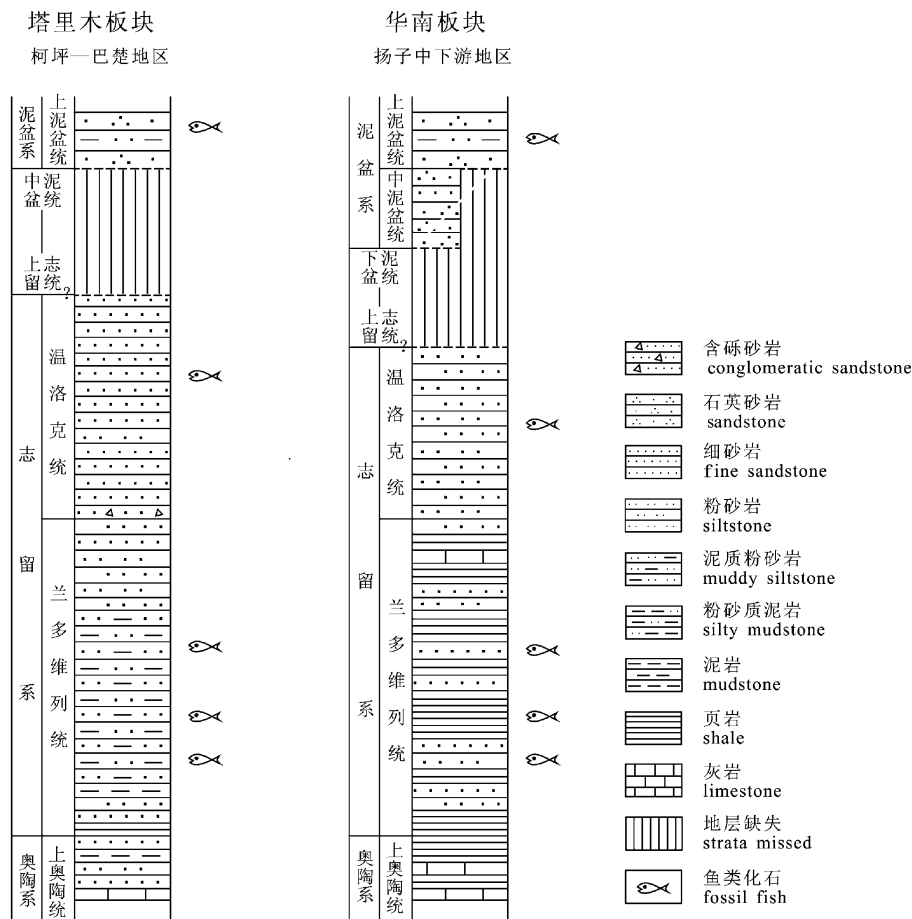 塔里木板块
柯坪—巴楚地区
泥盆系
上泥盆统
中泥盆统
上志留统
?
志留系
温洛克统
兰多维列统
奥陶系
上奥陶统
华南板块
扬子中下游地区
泥盆系
上泥盆统
中泥盆统
下泥盆统
上志留统
?
志留系
温洛克统
兰多维列统
奥陶系
上奥陶统
含砾砂岩
conglomeratic sandstone
石英砂岩
sandstone
细砂岩
fine sandstone
粉砂岩
siltstone
泥质粉砂岩
muddy siltstone
粉砂质泥岩
silty mudstone
泥岩
mudstone
页岩
shale
灰岩
limestone
地层缺失
strata missed
鱼类化石
fossil fish